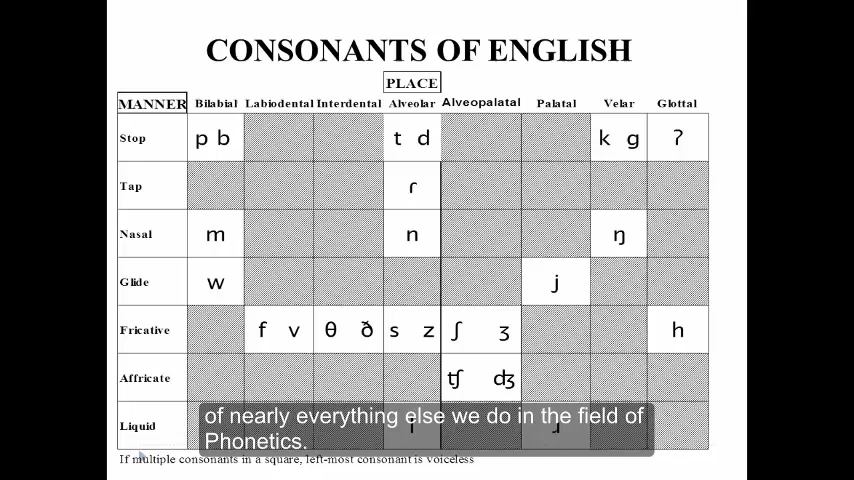 CONSONANTS OF ENGLISH
PLACE
MANNER Bilabial Labiodental Interdental Alveolar Alveopalatal Palatal Velar Glottal
Stop p b t d k g ʔ
Tap ɾ
Nasal m n ŋ
Glide w j
Fricative f v θ ð s z ʃ ʒ h
Affricate ʧ ʤ
of nearly everything else we do in the field of
Liquid
Phonetics.
If multiple consonants in a square, left-most consonant is voiceless